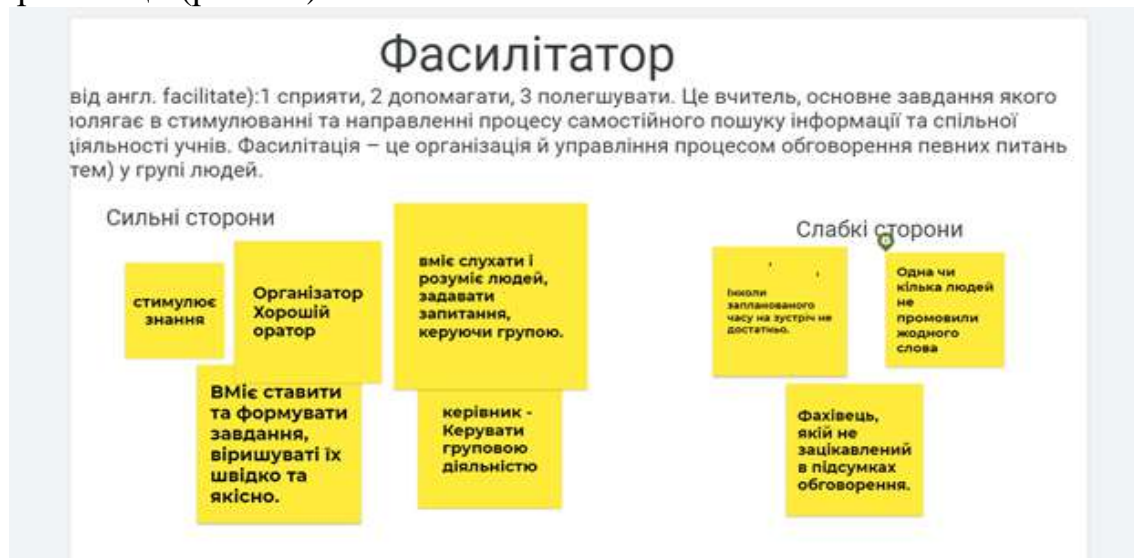 Фасилітатор
від англ. facilitate):1 сприяти, 2 допомагати, 3 полегшувати. Це вчитель, основне завдання якого
полягає в стимулюванні та направленні процесу самостійного пошуку інформації та спільної
діяльності учнів. Фасилітація – це організація й управління процесом обговорення певних питань
тем) у групі людей.
Сильні сторони
стимулює
знання
Організатор
Хороший
оратор
вміє слухати і
розуміє людей,
задавати
запитання,
керуючи групою.
ВМіє ставити
та формувати
завдання,
віришуваті їх
швидко та
якісно.
керівник -
Керувати
груповою
діяльністю
Слабкі сторони
Інколи
запланованого
часу на зустріч не
достатньо.
Одна чи
кілька людей
не
промовили
жодного
слова
Фахівець,
якій не
зацікавлений
в підсумках
обговорення.